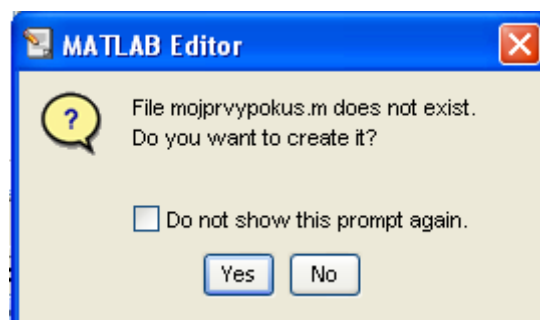 MATLAB Editor
File mojprvypokus.m does not exist.
Do you want to create it?
Do not show this prompt again.
Yes No